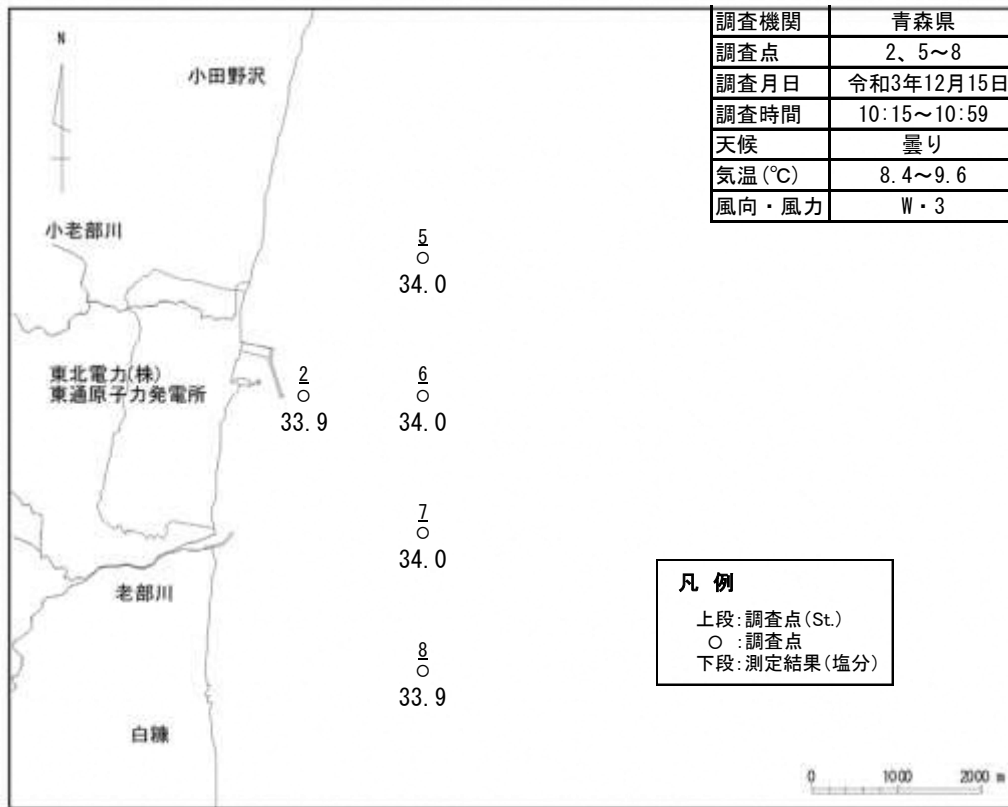 調査機関 青森県
調査点 2、5～8
調査月日 令和3年12月15日
調査時間 10:15～10:59
天候 曇り
気温(℃) 8.4～9.6
風向・風力 W・3
N
小田野沢
小老部川
5
34.0
東北電力(株)
東通原子力発電所
2
33.9
6
34.0
7
34.0
老部川
8
33.9
白糠
凡 例
上段:調査点(St.)
○ :調査点
下段:測定結果(塩分)
0 1000 2000 m